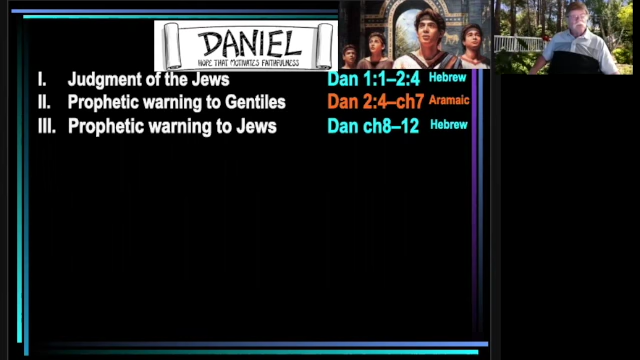 DANIEL
HOPE THAT MOTIVATES FAITHFULNESS
I. Judgment of the Jews Dan 1:1–2:4 Hebrew
II. Prophetic warning to Gentiles Dan 2:4–ch7 Aramaic
III. Prophetic warning to Jews Dan ch8–12 Hebrew